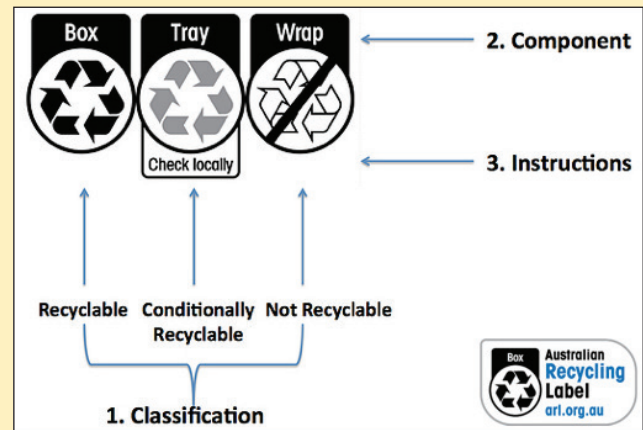 Box Tray Wrap
2. Component
Check locally
3. Instructions
Recyclable Conditionally Recyclable Not Recyclable
1. Classification
Box
Australian
Recycling
Label
arl.org.au